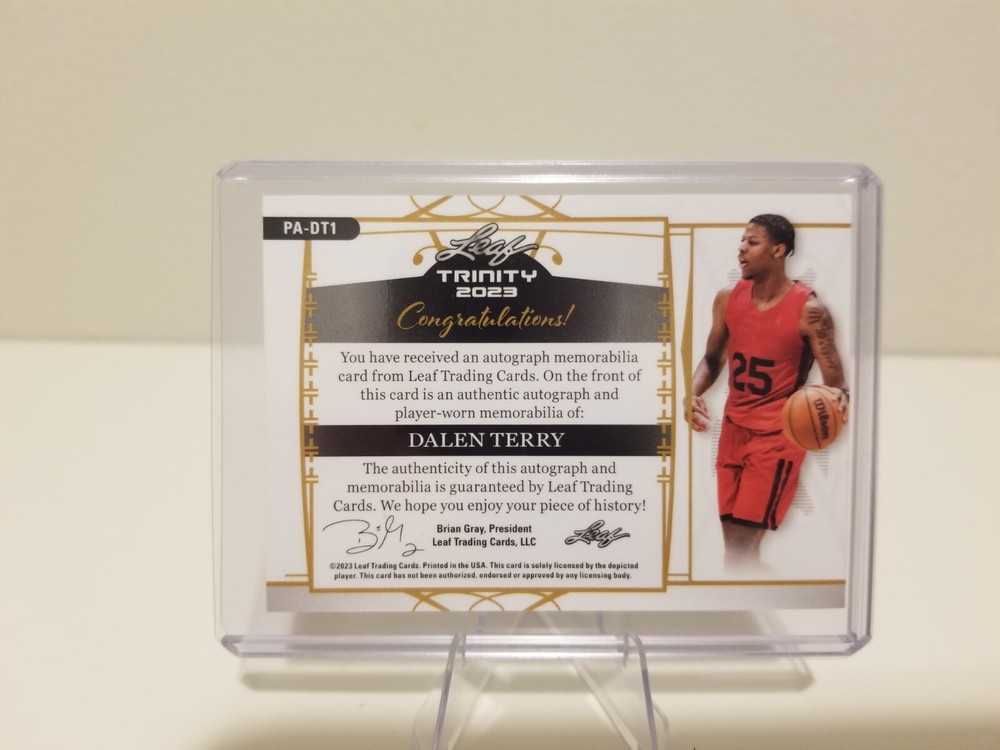 PA-DT1
Leaf
TRINITY
2023
Congratulations!
You have received an autograph memorabilia
card from Leaf Trading Cards. On the front of
this card is an authentic autograph and
player-worn memorabilia of:
DALEN TERRY
The authenticity of this autograph and
memorabilia is guaranteed by Leaf Trading
Cards. We hope you enjoy your piece of history!
Brian Gray, President
Leaf Trading Cards, LLC
Leaf
©2023 Leaf Trading Cards. Printed in the USA. This card is solely licensed by the depicted
player. This card has not been authorized, endorsed or approved by any licensing body.
25
Wilson